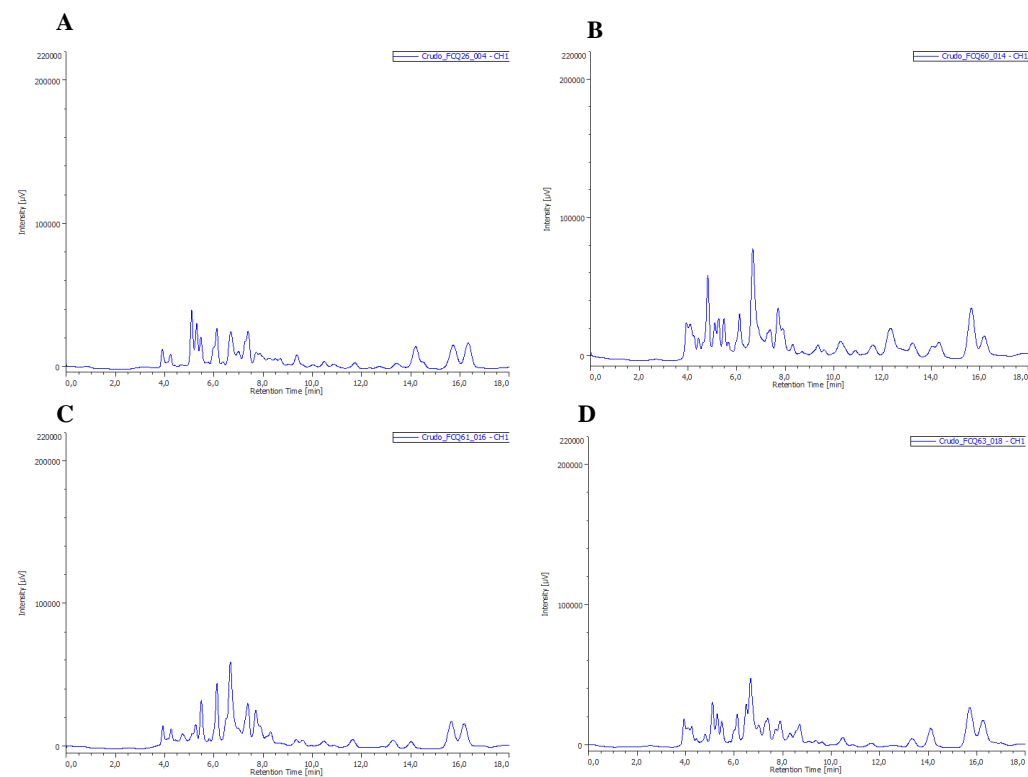 A
Crudo_FCQ26_004 - CH1
220000
200000
100000
0
Intensity [µV]
0,0 2,0 4,0 6,0 8,0 10,0 12,0 14,0 16,0 18,0
Retention Time [min]
B
Crudo_FCQ60_014 - CH1
220000
200000
100000
0
Intensity [µV]
0,0 2,0 4,0 6,0 8,0 10,0 12,0 14,0 16,0 18,0
Retention Time [min]
C
Crudo_FCQ61_016 - CH1
220000
200000
100000
0
Intensity [µV]
0,0 2,0 4,0 6,0 8,0 10,0 12,0 14,0 16,0 18,0
Retention Time [min]
D
Crudo_FCQ63_018 - CH1
220000
200000
100000
0
Intensity [µV]
0,0 2,0 4,0 6,0 8,0 10,0 12,0 14,0 16,0 18,0
Retention Time [min]